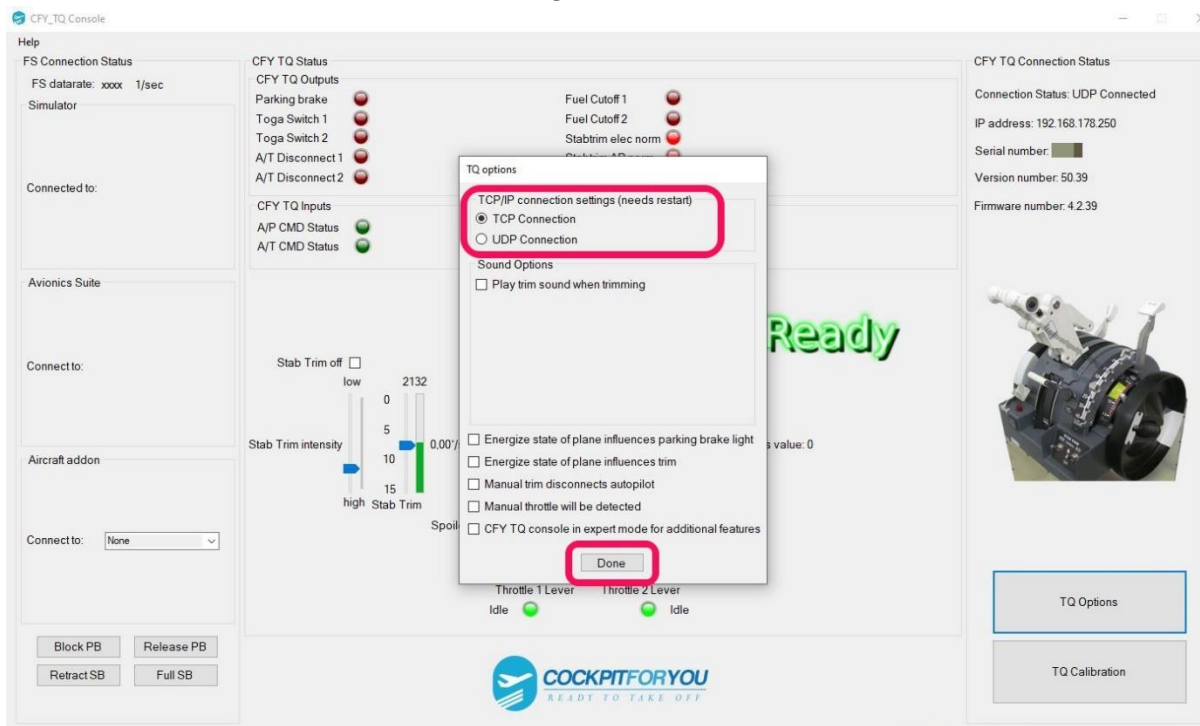 CFY_TQ Console
Help
FS Connection Status
FS datarate: xxxx 1/sec
Simulator
Connected to:
Avionics Suite
Connect to:
Aircraft addon
Connect to: None
Block PB Release PB
Retract SB Full SB
CFY TQ Status
CFY TQ Outputs
Parking brake Fuel Cutoff 1
Toga Switch 1 Fuel Cutoff 2
Toga Switch 2 Stabtrim elec norm
A/T Disconnect 1
A/T Disconnect 2
CFY TQ Inputs
A/P CMD Status
A/T CMD Status
Ready
Stab Trim off
low 2132
0
5
Stab Trim intensity 0,00°/
10
15
high Stab Trim
s value: 0
Throttle 1 Lever Throttle 2 Lever
Idle Idle
TQ options
TCP/IP connection settings (needs restart)
TCP Connection
UDP Connection
Sound Options
Play trim sound when trimming
Energize state of plane influences parking brake light
Energize state of plane influences trim
Manual trim disconnects autopilot
Manual throttle will be detected
CFY TQ console in expert mode for additional features
Done
COCKPITFORYOU
READY TO TAKE OFF
CFY TQ Connection Status
Connection Status: UDP Connected
IP address: 192.168.178.250
Serial number:
Version number: 50.39
Firmware number: 4.2.39
TQ Options
TQ Calibration